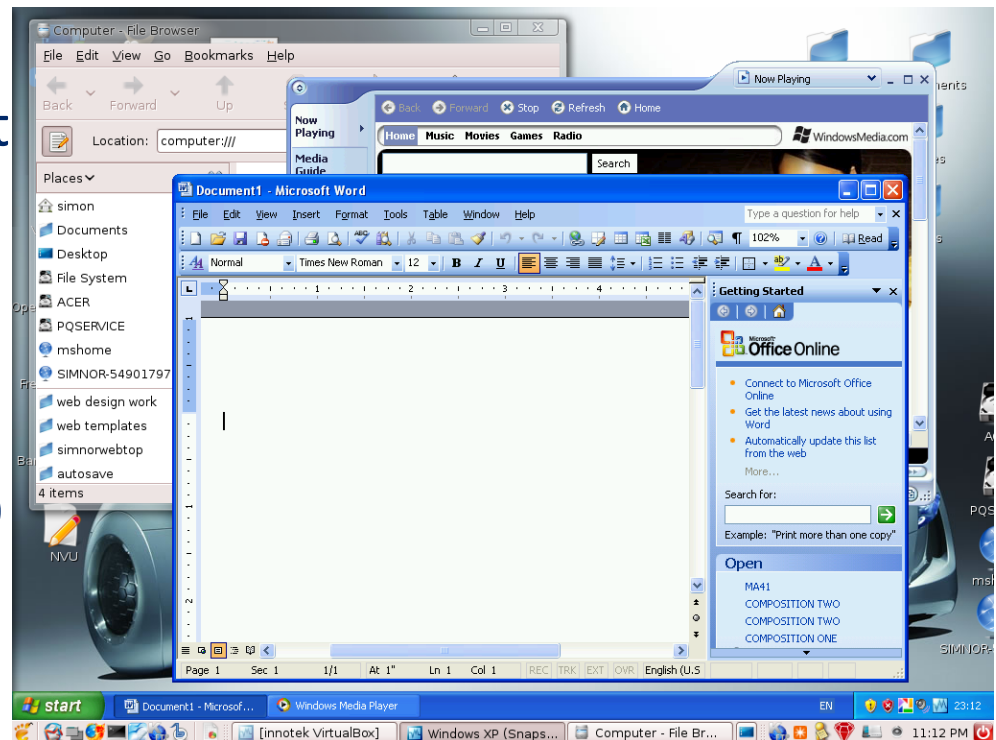 Computer - File Browser
File Edit View Go Bookmarks Help
Back Forward Up
Location: computer:///
Places
simon
Documents
Desktop
File System
ACER
PQSERVICE
mshome
SIMNOR-54901797
web design work
web templates
simnorwebtop
autosave
4 items
NVU
Now Playing
Back Forward Stop Refresh Home
Now Playing
Media Guide
Home Music Movies Games Radio
WindowsMedia.com
Search
Document1 - Microsoft Word
File Edit View Insert Format Tools Table Window Help
Type a question for help
102% Read
Normal Times New Roman 12 B I U
1 2 3 4
Getting Started
Microsoft
Office Online
Connect to Microsoft Office Online
Get the latest news about using Word
Automatically update this list from the web
More...
Search for:
Example: "Print more than one copy"
Open
MA41
COMPOSITION TWO
COMPOSITION TWO
COMPOSITION ONE
Page 1 Sec 1 1/1 At 1" Ln 1 Col 1 REC TRK EXT OVR English (U.S
start Document1 - Microsof... Windows Media Player EN 23:12
[innotek VirtualBox] Windows XP (Snaps... Computer - File Br... 11:12 PM